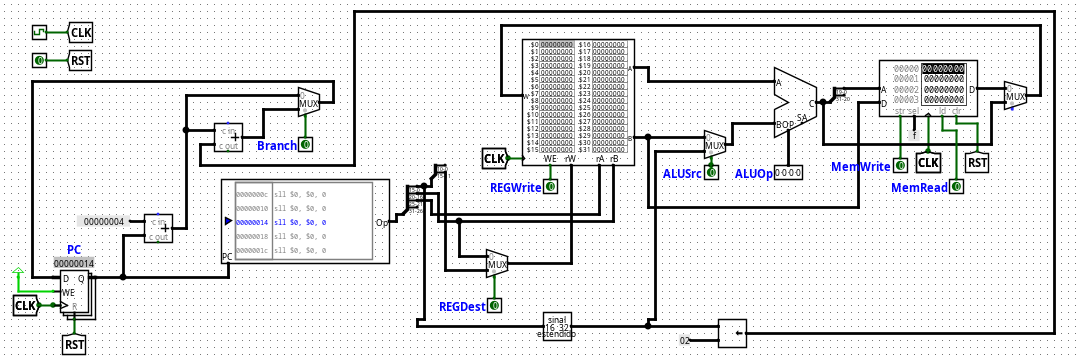 CLK
RST
MUX
c in
+
c out
Branch
00000004
c in
+
c out
PC
00000014
D Q
WE
R
CLK
RST
0000000c sll $0, $0, 0
00000010 sll $0, $0, 0
00000014 sll $0, $0, 0
00000018 sll $0, $0, 0
0000001c sll $0, $0, 0
Op
PC
MUX
REGDest
CLK
REGWrite
$0 00000000 $16 00000000
$1 00000000 $17 00000000
$2 00000000 $18 00000000
$3 00000000 $19 00000000
$4 00000000 $20 00000000
$5 00000000 $21 00000000
$6 00000000 $22 00000000
$7 00000000 $23 00000000
$8 00000000 $24 00000000
$9 00000000 $25 00000000
$10 00000000 $26 00000000
$11 00000000 $27 00000000
$12 00000000 $28 00000000
$13 00000000 $29 00000000
$14 00000000 $30 00000000
$15 00000000 $31 00000000
A
W
B
WE rW rA rB
MUX
ALUSrc
A
C
B OP SA
ALUOp
0 0 0 0
00000 00000000
00001 00000000
00002 00000000
00003 00000000
A D
D
str sel ld clr
MUX
MemWrite
CLK
RST
MemRead
sinal
16 32
estendido
02
←